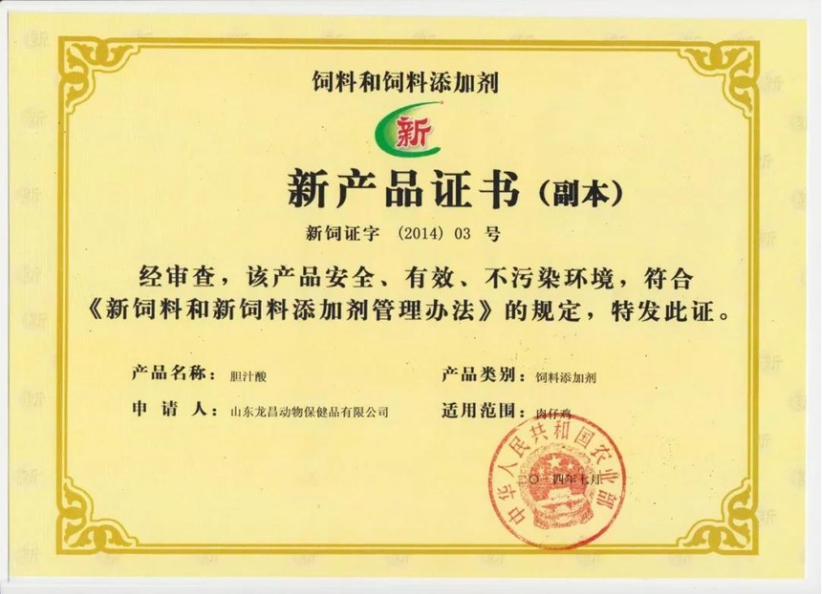 饲料和饲料添加剂
新
新产品证书（副本）
新饲证字 (2014) 03 号
经审查，该产品安全、有效、不污染环境，符合
《新饲料和新饲料添加剂管理办法》的规定，特发此证。
产品名称：胆汁酸
产品类别：饲料添加剂
申请人：山东龙昌动物保健品有限公司
适用范围：肉仔鸡
中华人民共和国农业部
二〇一四年七月